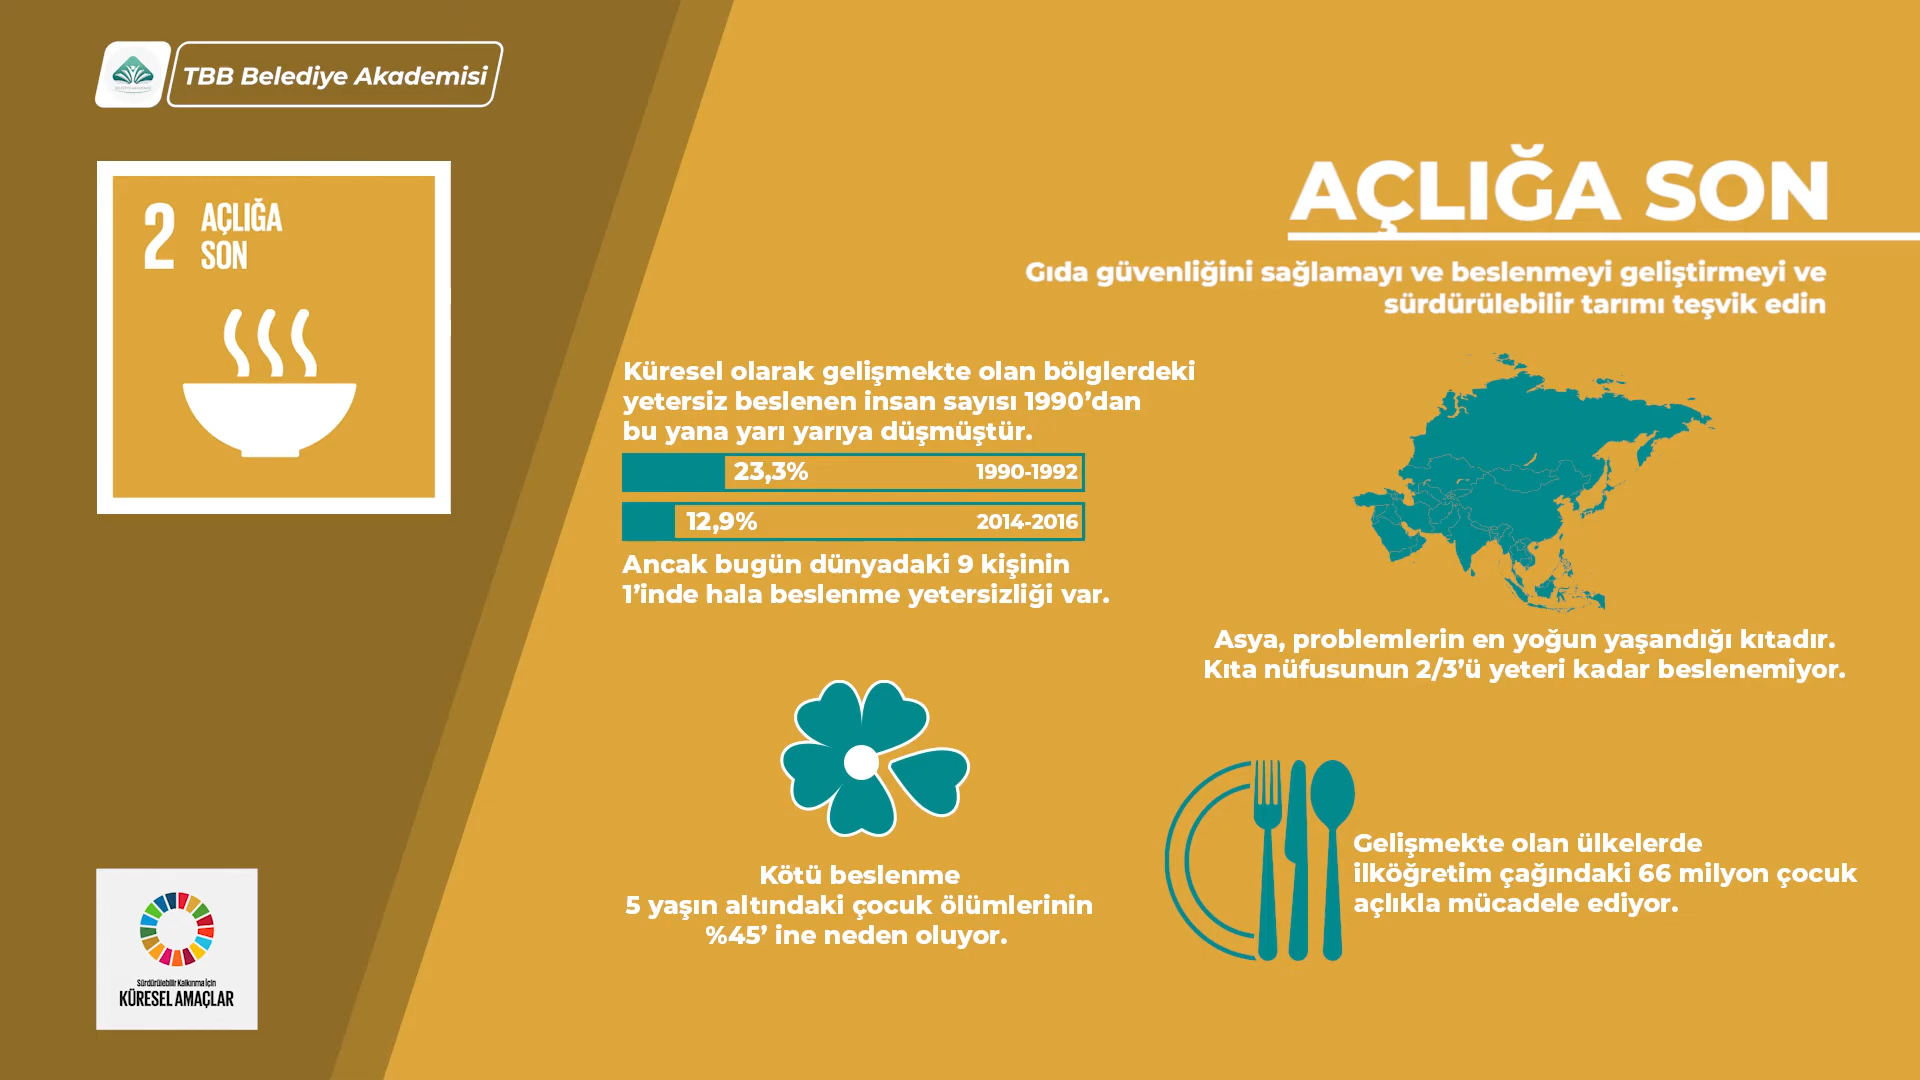 TBB Belediye Akademisi
2 AÇLIĞA
SON
AÇLIĞA SON
Gıda güvenliğini sağlamayı ve beslenmeyi geliştirmeyi ve
sürdürülebilir tarımı teşvik edin
Küresel olarak gelişmekte olan bölglerdeki
yetersiz beslenen insan sayısı 1990’dan
bu yana yarı yarıya düşmüştür.
23,3% 1990-1992
12,9% 2014-2016
Ancak bugün dünyadaki 9 kişinin
1’inde hala beslenme yetersizliği var.
Asya, problemlerin en yoğun yaşandığı kıtadır.
Kıta nüfusunun 2/3’ü yeteri kadar beslenemiyor.
Kötü beslenme
5 yaşın altındaki çocuk ölümlerinin
%45’ ine neden oluyor.
Gelişmekte olan ülkelerde
ilköğretim çağındaki 66 milyon çocuk
açlıkla mücadele ediyor.
Sürdürülebilir Kalkınma İçin
KÜRESEL AMAÇLAR